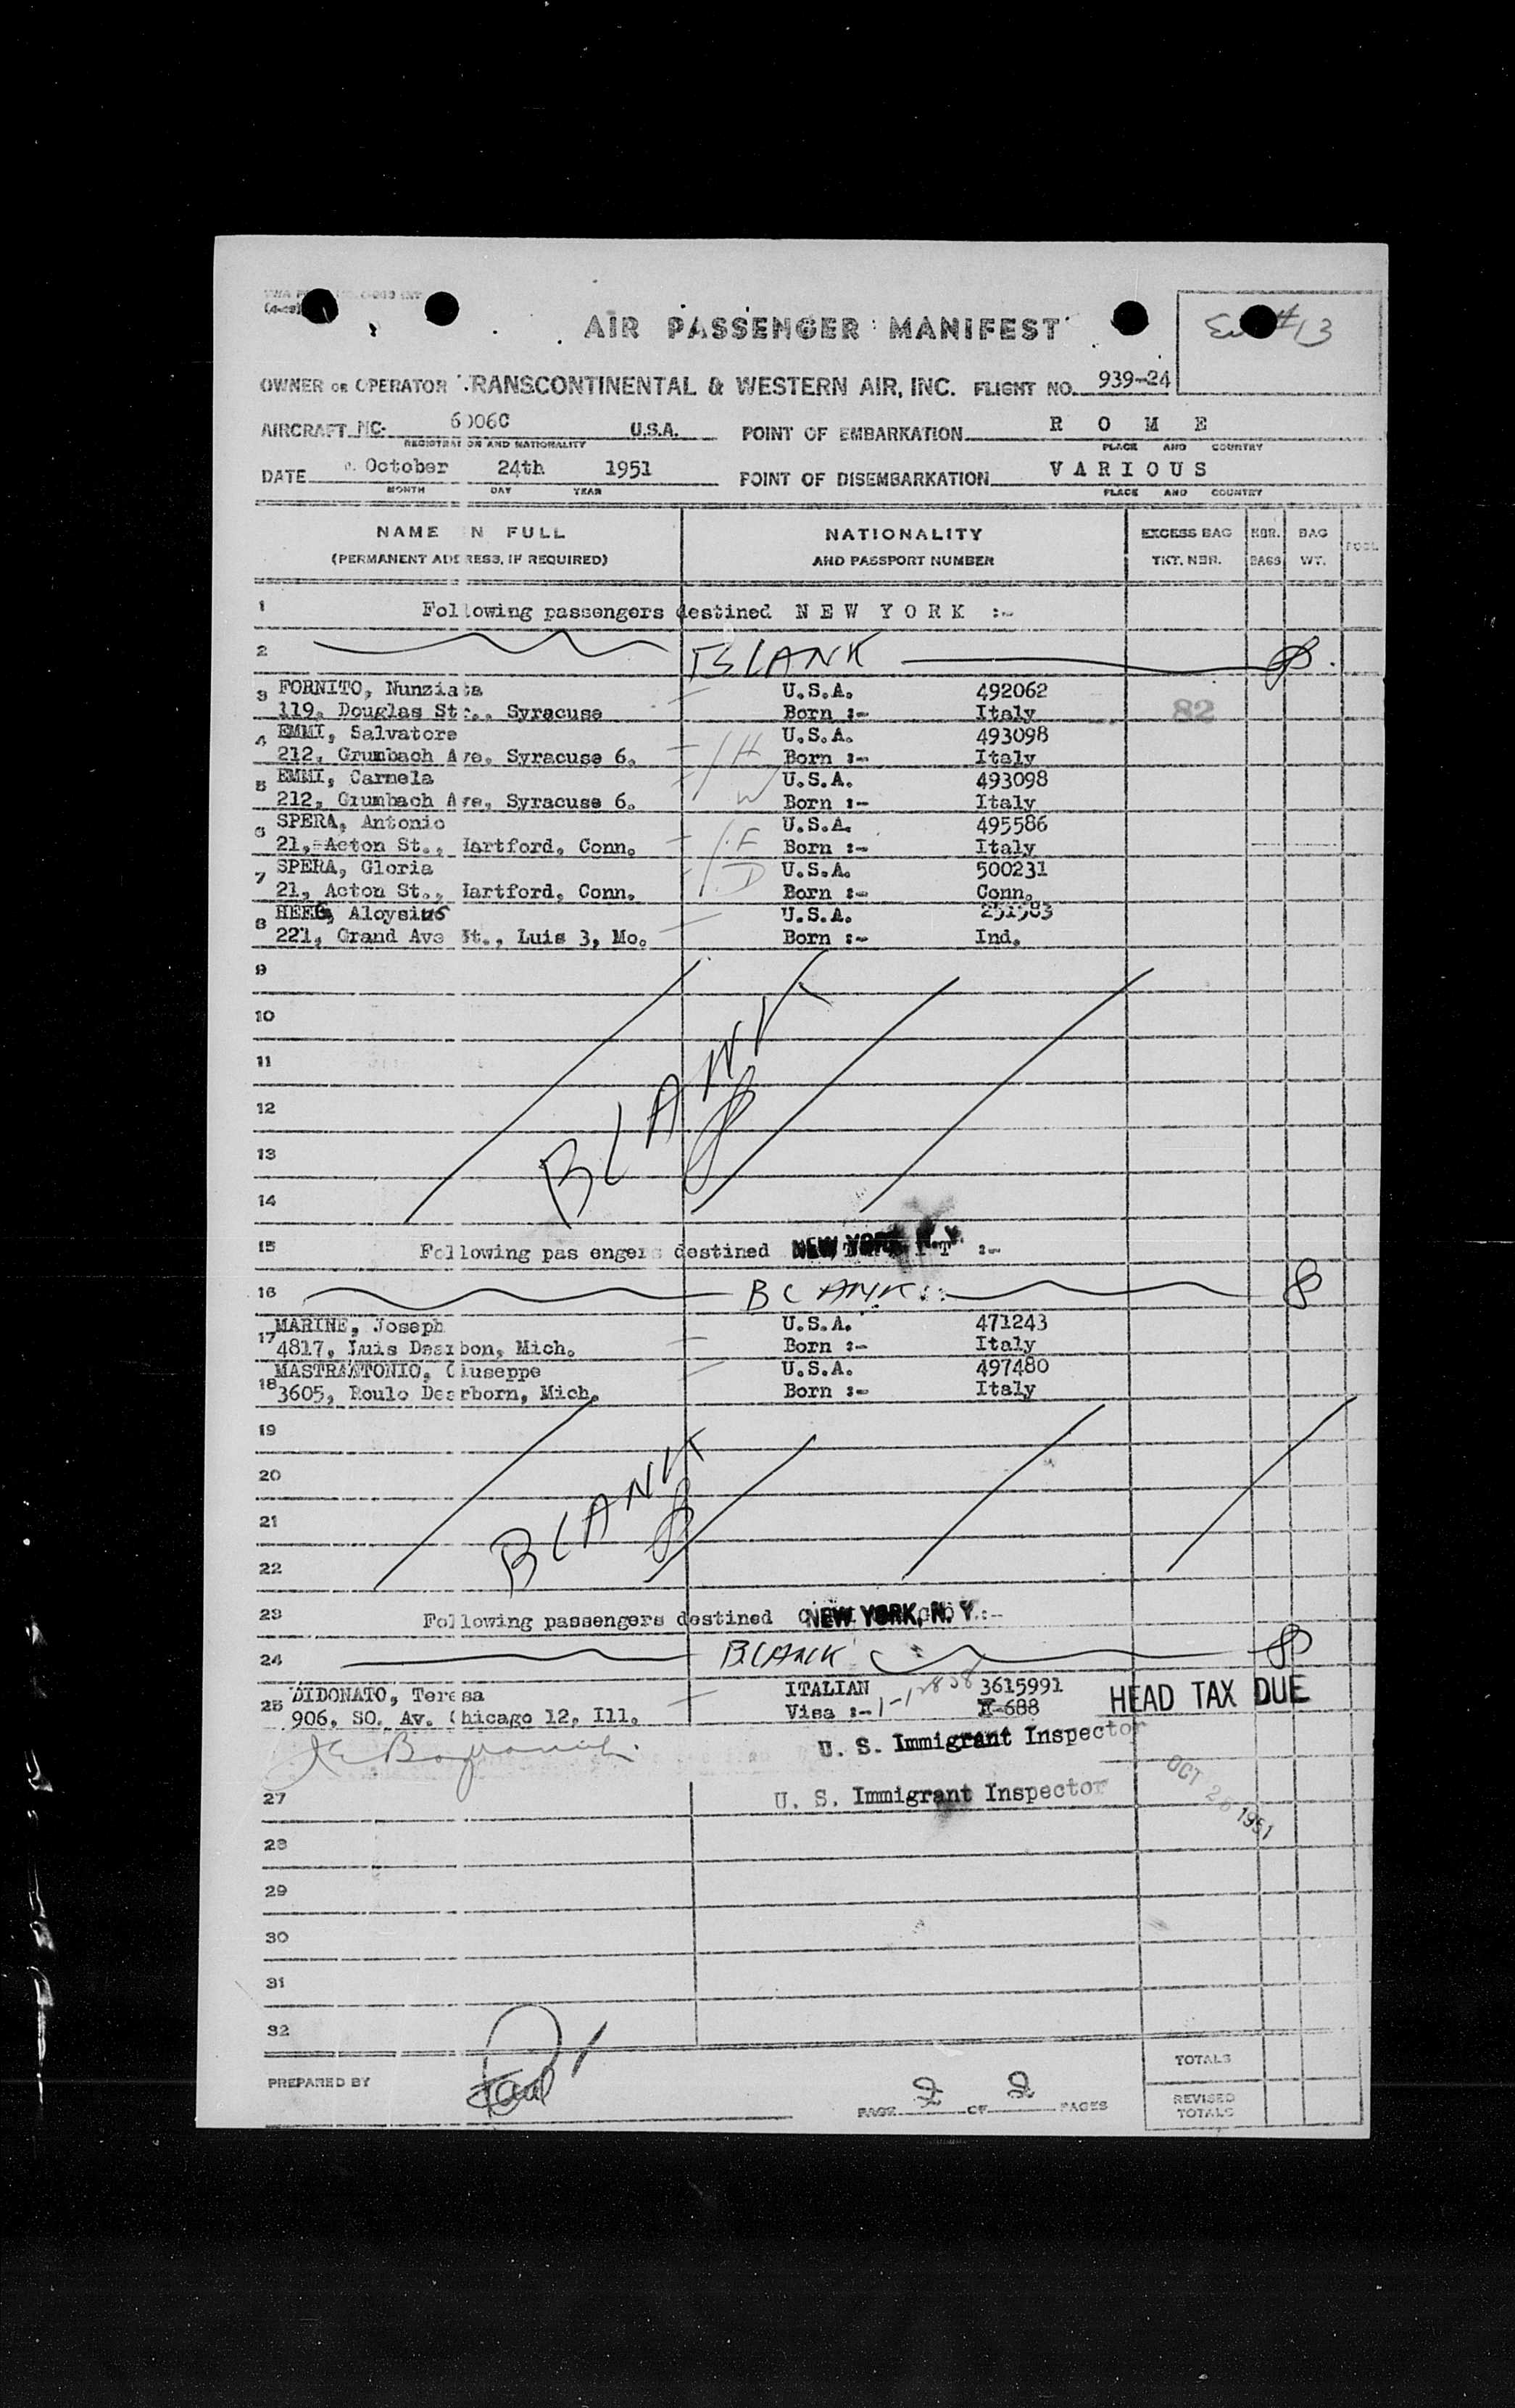 (4-49)
AIR PASSENGER MANIFEST
#13
OWNER OR OPERATOR TRANSCONTINENTAL & WESTERN AIR, INC. FLIGHT NO. 939-24
AIRCRAFT NC- 6006C U.S.A. POINT OF EMBARKATION R O M E
REGISTRATION AND NATIONALITY PLACE AND COUNTRY
DATE October 24th 1951 POINT OF DISEMBARKATION V A R I O U S
MONTH DAY YEAR PLACE AND COUNTRY
NAME IN FULL NATIONALITY EXCESS BAG NBR. BAG
(PERMANENT ADDRESS, IF REQUIRED) AND PASSPORT NUMBER TKT. NBR. BAGS WT.
1 Following passengers destined N E W Y O R K :-
2 BLANK
3 FORNITO, Nunziata U.S.A. 492062
119, Douglas Str., Syracuse Born :- Italy 82
4 EMMI, Salvatore U.S.A. 493098
212, Grumbach Ave, Syracuse 6. H Born :- Italy
5 EMMI, Carmela U.S.A. 493098
212, Grumbach Ave, Syracuse 6. W Born :- Italy
6 SPERA, Antonio U.S.A. 495586
21, Acton St., Hartford, Conn. F Born :- Italy
7 SPERA, Gloria U.S.A. 500231
21, Acton St., Hartford, Conn. D Born :- Conn.
8 HEEG, Aloysius U.S.A. 251583
221, Grand Ave St., Luis 3, Mo. Born :- Ind.
9
10
11
12
13
14
BLANK
15 Following passengers destined NEW YORK, N.Y. :-
16 BLANK
17 MARINE, Joseph U.S.A. 471243
4817, Luis Dearbon, Mich. Born :- Italy
18 MASTRANTONIO, Giuseppe U.S.A. 497480
3605, Roulo Dearborn, Mich. Born :- Italy
19
20
21
22
BLANK
23 Following passengers destined NEW YORK, N. Y. :-
24 BLANK
25 DIDONATO, Teresa ITALIAN 3615991
906, SO. Av. Chicago 12, Ill. Visa :- II-688 HEAD TAX DUE
U. S. Immigrant Inspector
27 U. S. Immigrant Inspector OCT 26 1951
28
29
30
31
32
TOTALS
PREPARED BY PAGE 2 OF 2 PAGES
REVISED
TOTALS